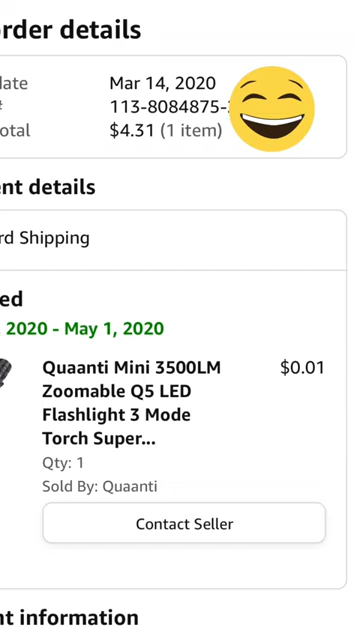 rder details
ate Mar 14, 2020
113-8084875-
otal $4.31 (1 item)
nt details
rd Shipping
ed
2020 - May 1, 2020
Quaanti Mini 3500LM $0.01
Zoomable Q5 LED
Flashlight 3 Mode
Torch Super...
Qty: 1
Sold By: Quaanti
Contact Seller
nt information